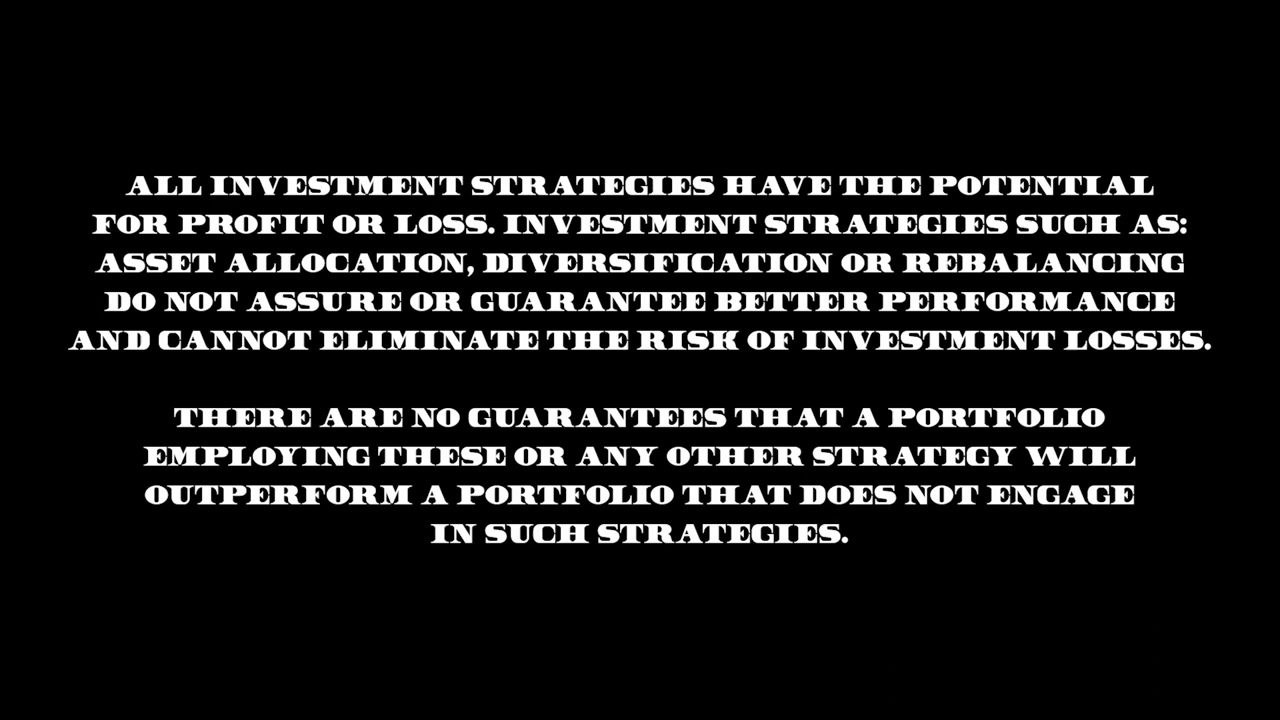 ALL INVESTMENT STRATEGIES HAVE THE POTENTIAL
FOR PROFIT OR LOSS. INVESTMENT STRATEGIES SUCH AS:
ASSET ALLOCATION, DIVERSIFICATION OR REBALANCING
DO NOT ASSURE OR GUARANTEE BETTER PERFORMANCE
AND CANNOT ELIMINATE THE RISK OF INVESTMENT LOSSES.
THERE ARE NO GUARANTEES THAT A PORTFOLIO
EMPLOYING THESE OR ANY OTHER STRATEGY WILL
OUTPERFORM A PORTFOLIO THAT DOES NOT ENGAGE
IN SUCH STRATEGIES.